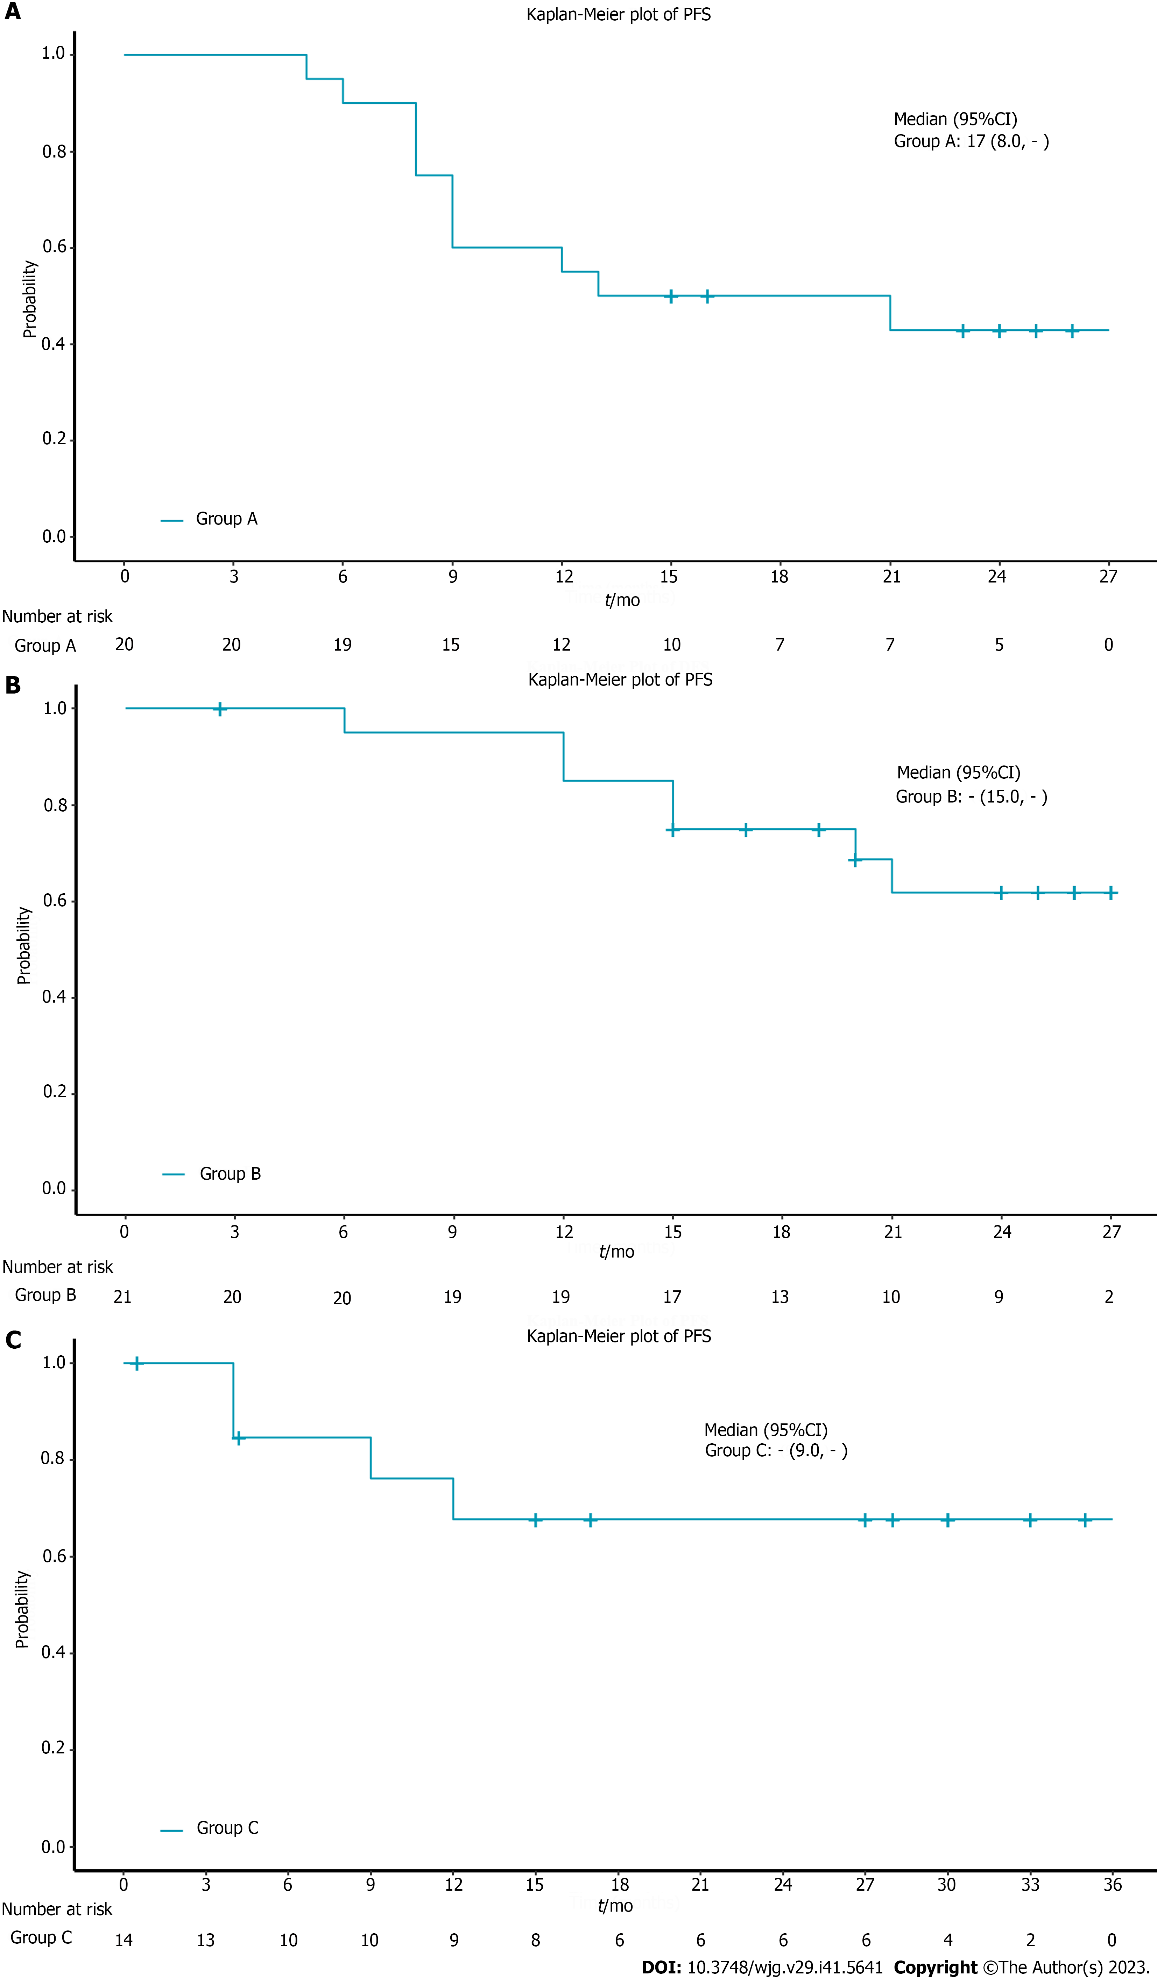 A
Kaplan-Meier plot of PFS
1.0
0.8
0.6
0.4
0.2
0.0
Probability
Median (95%CI)
Group A: 17 (8.0, - )
Group A
0 3 6 9 12 15 18 21 24 27
t/mo
Number at risk
Group A 20 20 19 15 12 10 7 7 5 0
B
Kaplan-Meier plot of PFS
1.0
0.8
0.6
0.4
0.2
0.0
Probability
Median (95%CI)
Group B: - (15.0, - )
Group B
0 3 6 9 12 15 18 21 24 27
t/mo
Number at risk
Group B 21 20 20 19 19 17 13 10 9 2
C
Kaplan-Meier plot of PFS
1.0
0.8
0.6
0.4
0.2
0.0
Probability
Median (95%CI)
Group C: - (9.0, - )
Group C
0 3 6 9 12 15 18 21 24 27 30 33 36
t/mo
Number at risk
Group C 14 13 10 10 9 8 6 6 6 6 4 2 0
DOI: 10.3748/wjg.v29.i41.5641 Copyright ©The Author(s) 2023.